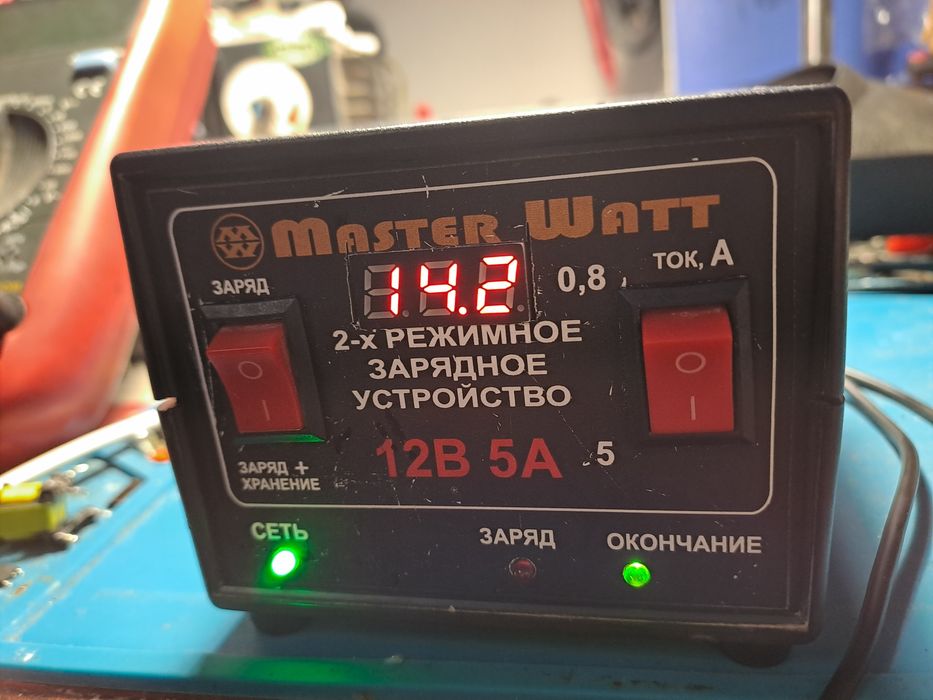 MASTER WATT
ЗАРЯД
14.2
0,8
ТОК, А
2-х РЕЖИМНОЕ
ЗАРЯДНОЕ
УСТРОЙСТВО
12В 5А
5
ЗАРЯД +
ХРАНЕНИЕ
СЕТЬ
ЗАРЯД
ОКОНЧАНИЕ